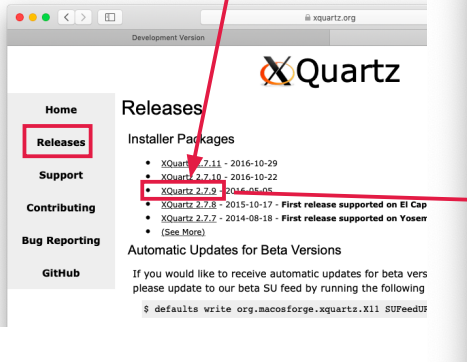 xquartz.org
Development Version
XQuartz
Home
Releases
Support
Contributing
Bug Reporting
GitHub
Releases
Installer Packages
XQuartz 2.7.11 - 2016-10-29
XQuartz 2.7.10 - 2016-10-22
XQuartz 2.7.9 - 2016-05-05
XQuartz 2.7.8 - 2015-10-17 - First release supported on El Cap
XQuartz 2.7.7 - 2014-08-18 - First release supported on Yosem
(See More)
Automatic Updates for Beta Versions
If you would like to receive automatic updates for beta vers
please update to our beta SU feed by running the following
$ defaults write org.macosforge.xquartz.X11 SUFeedUR